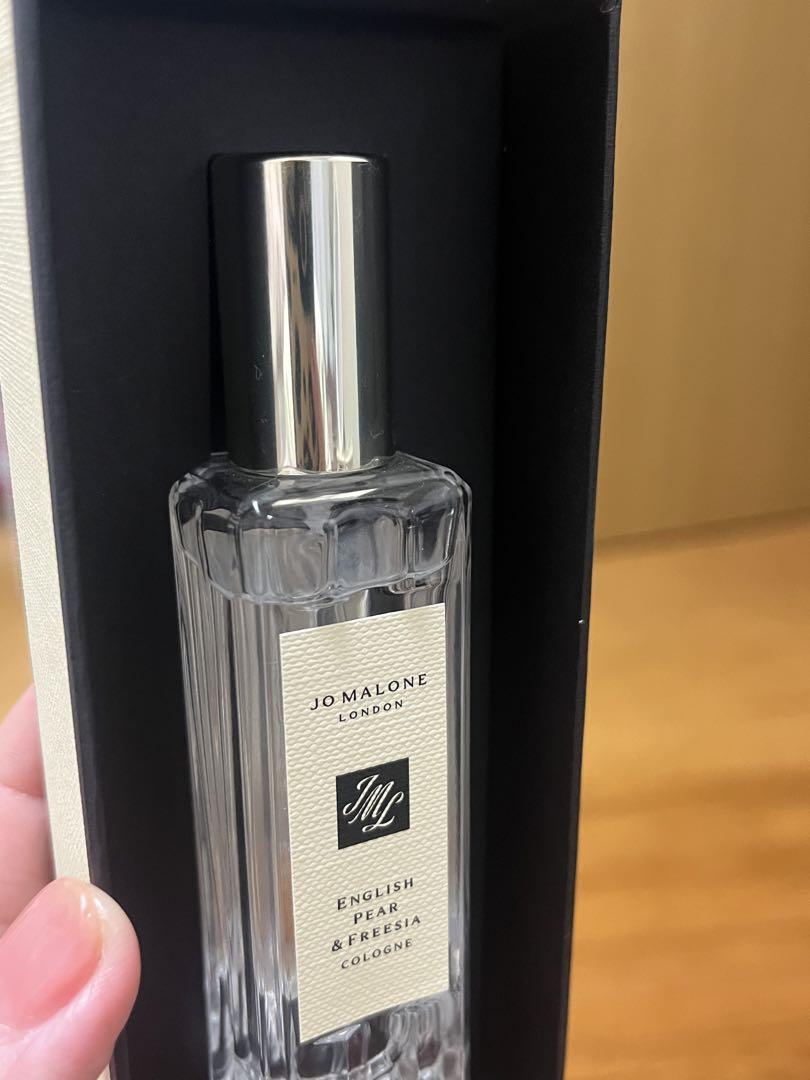 JO MALONE
LONDON
JML
ENGLISH
PEAR
& FREESIA
COLOGNE